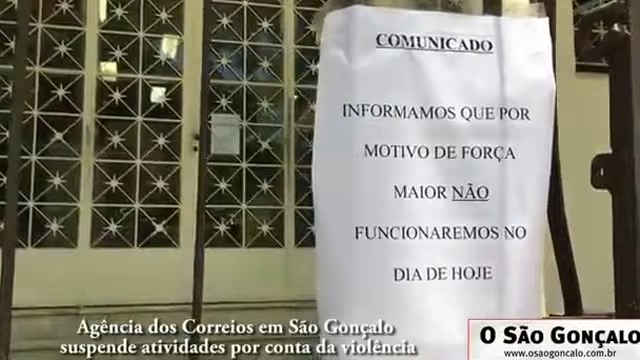 COMUNICADO
INFORMAMOS QUE POR
MOTIVO DE FORÇA
MAIOR NÃO
FUNCIONAREMOS NO
DIA DE HOJE
Agência dos Correios em São Gonçalo
suspende atividades por conta da violência
O SÃO GONÇALO
www.osaogoncalo.com.br